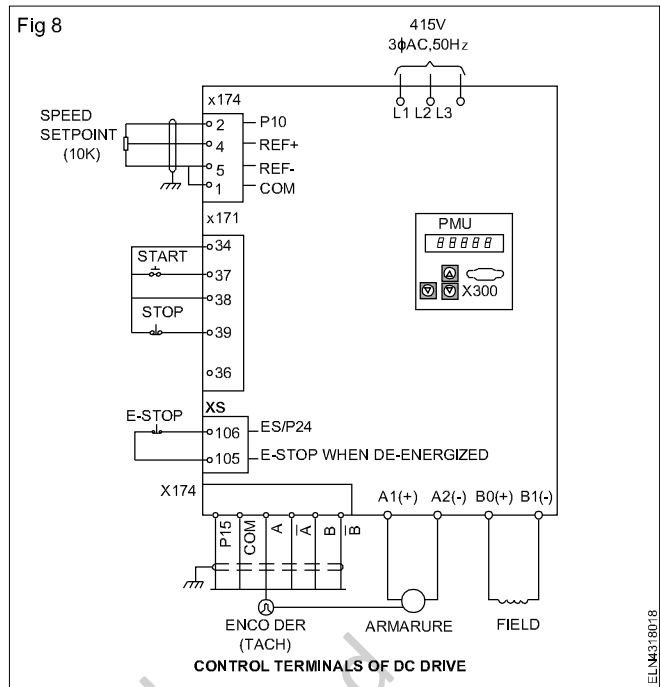 Fig 8
415V
3ϕAC,50Hz
L1 L2 L3
x174
SPEED
SETPOINT
(10K)
2 P10
4 REF+
5 REF-
1 COM
x171
34
START
37
38
STOP
39
36
PMU
88888
X300
XS
E-STOP
106 ES/P24
105 E-STOP WHEN DE-ENERGIZED
X174
A1(+) A2(-) B0(+) B1(-)
P15
COM
A
A̅
B
B̅
ENCO DER
(TACH)
ARMARURE
FIELD
CONTROL TERMINALS OF DC DRIVE
ELN4318018